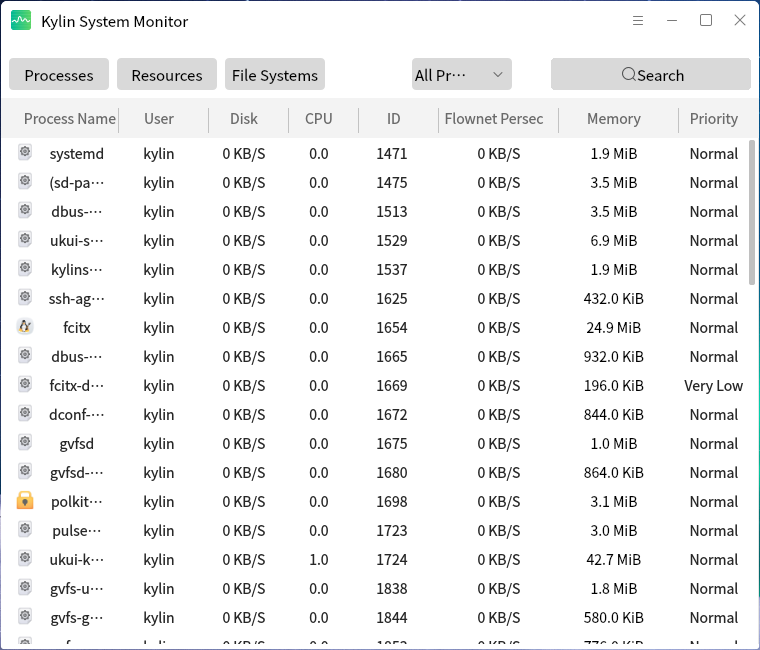 Kylin System Monitor
Processes Resources File Systems All Pr··· Search
Process Name User Disk CPU ID Flownet Persec Memory Priority
systemd kylin 0 KB/S 0.0 1471 0 KB/S 1.9 MiB Normal
(sd-pa··· kylin 0 KB/S 0.0 1475 0 KB/S 3.5 MiB Normal
dbus-··· kylin 0 KB/S 0.0 1513 0 KB/S 3.5 MiB Normal
ukui-s··· kylin 0 KB/S 0.0 1529 0 KB/S 6.9 MiB Normal
kylins··· kylin 0 KB/S 0.0 1537 0 KB/S 1.9 MiB Normal
ssh-ag··· kylin 0 KB/S 0.0 1625 0 KB/S 432.0 KiB Normal
fcitx kylin 0 KB/S 0.0 1654 0 KB/S 24.9 MiB Normal
dbus-··· kylin 0 KB/S 0.0 1665 0 KB/S 932.0 KiB Normal
fcitx-d··· kylin 0 KB/S 0.0 1669 0 KB/S 196.0 KiB Very Low
dconf-··· kylin 0 KB/S 0.0 1672 0 KB/S 844.0 KiB Normal
gvfsd kylin 0 KB/S 0.0 1675 0 KB/S 1.0 MiB Normal
gvfsd-··· kylin 0 KB/S 0.0 1680 0 KB/S 864.0 KiB Normal
polkit··· kylin 0 KB/S 0.0 1698 0 KB/S 3.1 MiB Normal
pulse··· kylin 0 KB/S 0.0 1723 0 KB/S 3.0 MiB Normal
ukui-k··· kylin 0 KB/S 1.0 1724 0 KB/S 42.7 MiB Normal
gvfs-u··· kylin 0 KB/S 0.0 1838 0 KB/S 1.8 MiB Normal
gvfs-g··· kylin 0 KB/S 0.0 1844 0 KB/S 580.0 KiB Normal